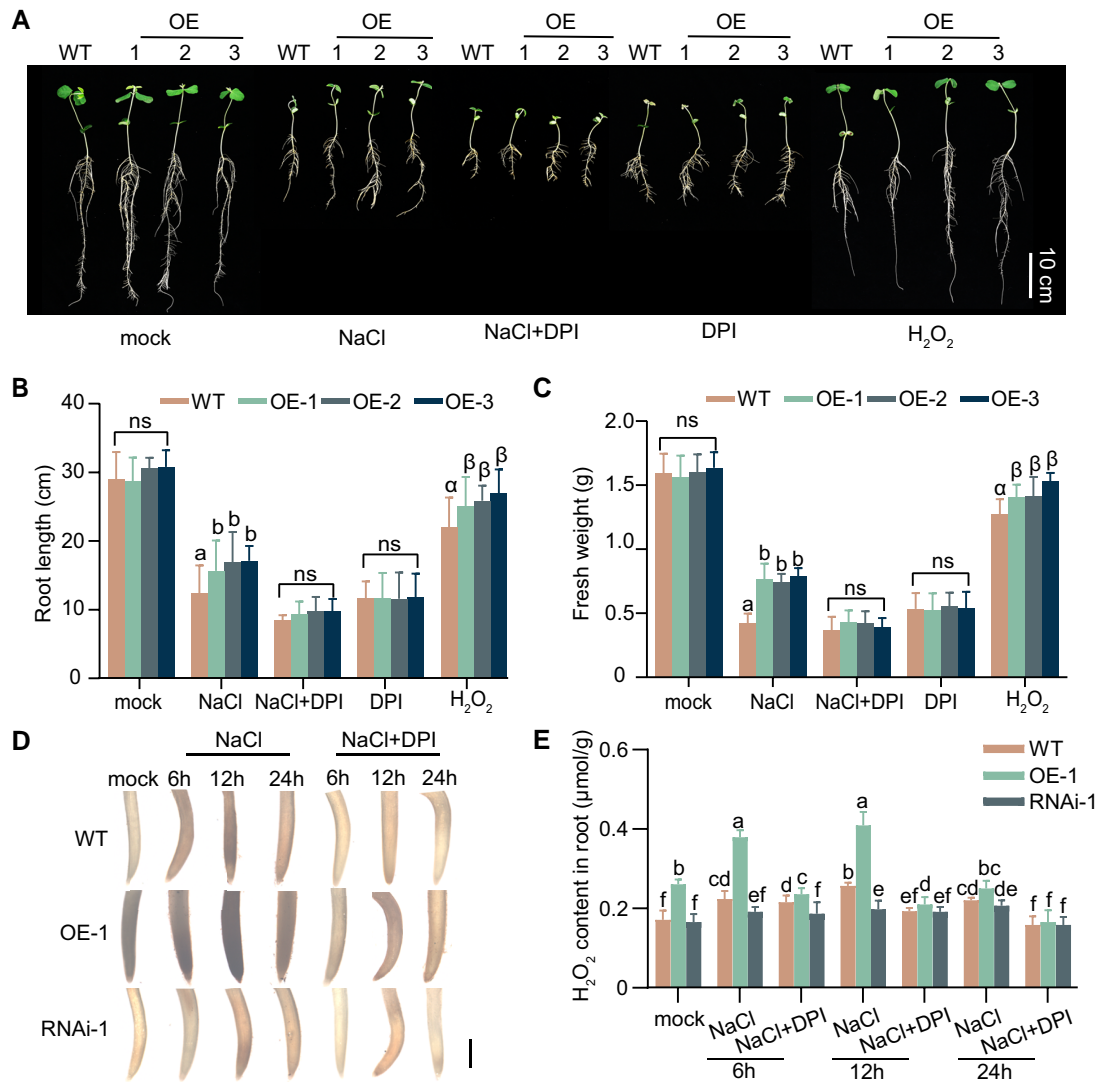 A
OE OE OE OE OE
WT 1 2 3 WT 1 2 3 WT 1 2 3 WT 1 2 3 WT 1 2 3
10 cm
mock NaCl NaCl+DPI DPI H₂O₂
B
WT OE-1 OE-2 OE-3
Root length (cm)
40
30
20
10
0
ns
a b b b
ns
ns
α β β β
mock NaCl NaCl+DPI DPI H₂O₂
C
WT OE-1 OE-2 OE-3
Fresh weight (g)
2.0
1.5
1.0
0.5
0
ns
a b b b
ns
ns
α β β β
mock NaCl NaCl+DPI DPI H₂O₂
D
NaCl NaCl+DPI
mock 6h 12h 24h 6h 12h 24h
WT
OE-1
RNAi-1
E
WT
OE-1
RNAi-1
H₂O₂ content in root (μmol/g)
0.6
0.4
0.2
0
f b f cd a ef d c f b a e ef d ef cd bc de f f f
mock NaCl NaCl+DPI NaCl NaCl+DPI NaCl NaCl+DPI
6h 12h 24h